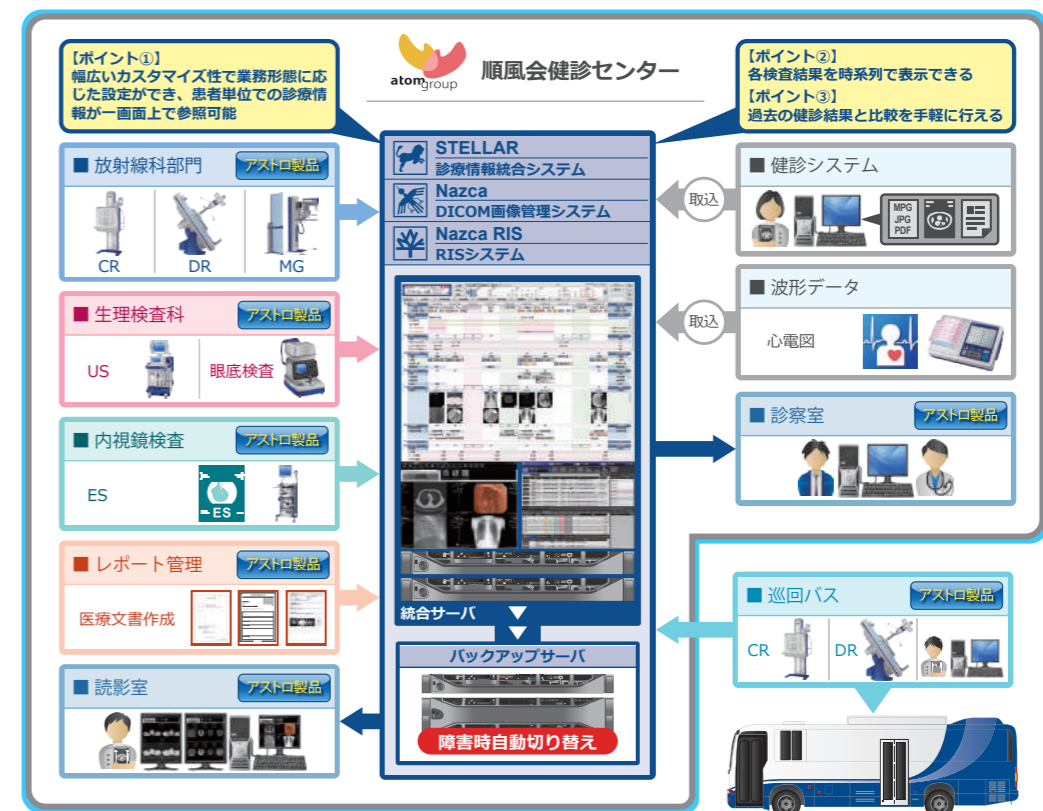 【ポイント①】
幅広いカスタマイズ性で業務形態に応
じた設定ができ、患者単位での診療情
報が一画面上で参照可能
atomgroup
順風会健診センター
【ポイント②】
各検査結果を時系列で表示できる
【ポイント③】
過去の健診結果と比較を手軽に行える
STELLAR
診療情報統合システム
Nazca
DICOM画像管理システム
Nazca RIS
RISシステム
■ 放射線科部門
アストロ製品
CR
DR
MG
■ 生理検査科
アストロ製品
US
眼底検査
■ 内視鏡検査
アストロ製品
ES
ES
■ レポート管理
アストロ製品
医療文書作成
■ 読影室
アストロ製品
統合サーバ
バックアップサーバ
障害時自動切り替え
■ 健診システム
取込
MPG
JPG
PDF
■ 波形データ
取込
心電図
■ 診察室
アストロ製品
■ 巡回バス
アストロ製品
CR
DR